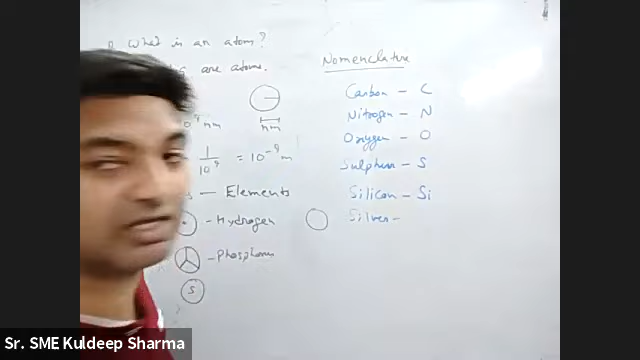 What is an atom?
are atoms.
nm
nm
1/10⁹ = 10⁻⁹ m
— Elements
- Hydrogen
- Phosphorus
S
Nomenclature
Carbon – C
Nitrogen – N
Oxygen – O
Sulphur – S
Silicon – Si
Silver –
Sr. SME Kuldeep Sharma